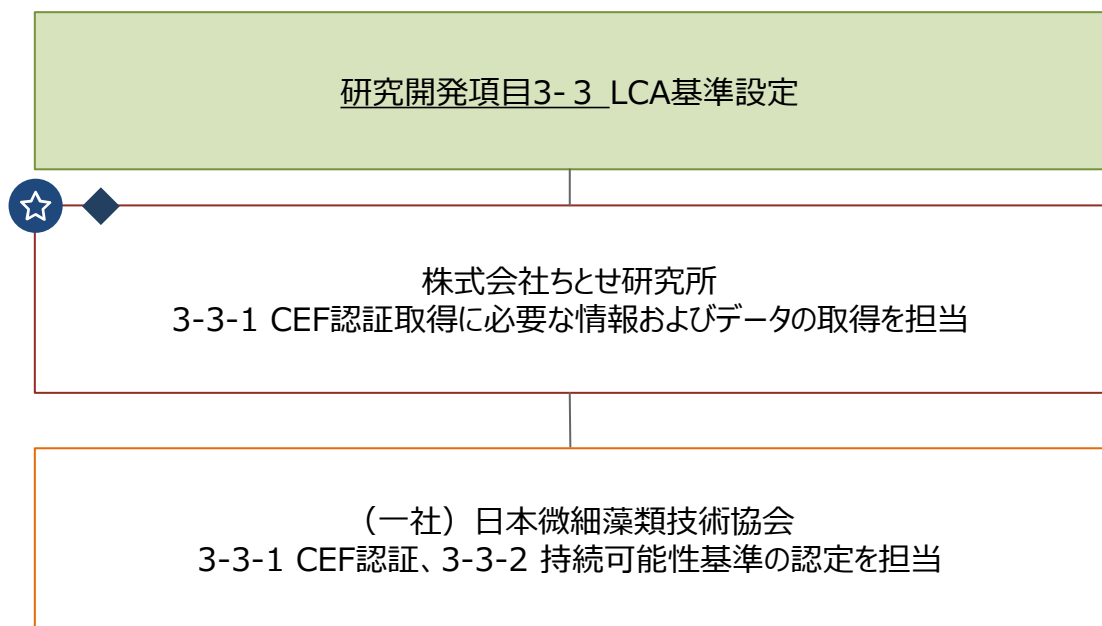 研究開発項目3-３ LCA基準設定
株式会社ちとせ研究所
3-3-1 CEF認証取得に必要な情報およびデータの取得を担当
（一社）日本微細藻類技術協会
3-3-1 CEF認証、3-3-2 持続可能性基準の認定を担当